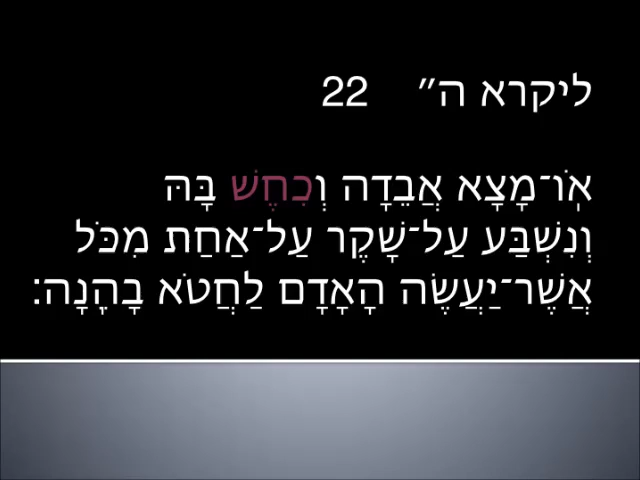 ליקרא ה״ 22
אֽוֹ־מָצָא אֲבֵדָה וְכִחֶשׁ בָּהּ
וְנִשְׁבַּע עַל־שָׁקֶר עַל־אַחַת מִכֹּל
אֲשֶׁר־יַעֲשֶׂה הָאָדָם לַחֲטֹא בָהֵֽנָּה׃